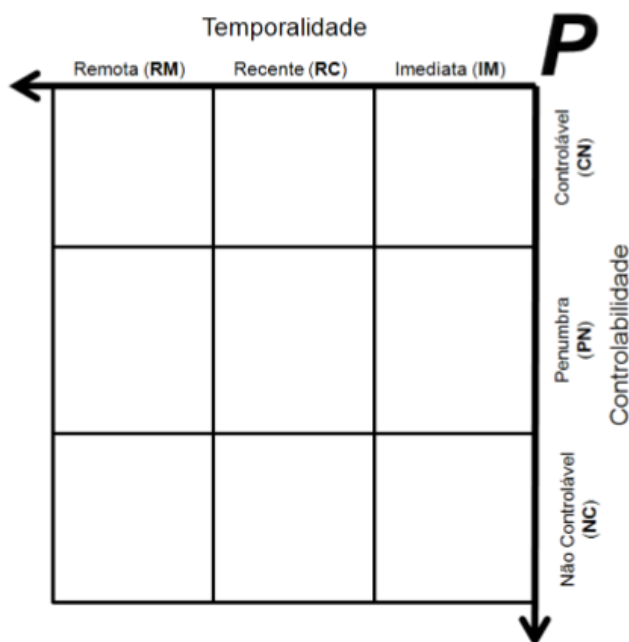 Temporalidade
P
Remota (RM)
Recente (RC)
Imediata (IM)
Controlável
(CN)
Penumbra
(PN)
Não Controlável
(NC)
Controlabilidade